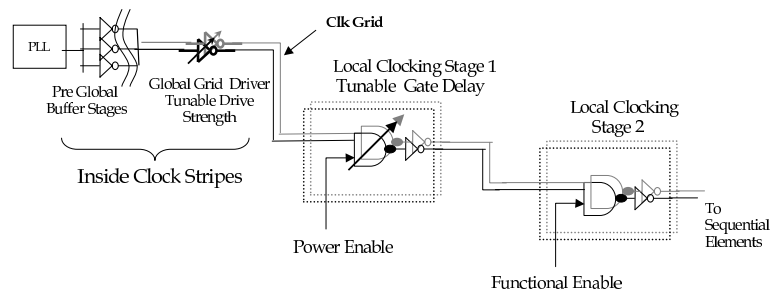 Clk Grid
PLL
Local Clocking Stage 1
Tunable Gate Delay
Pre Global
Buffer Stages
Global Grid Driver
Tunable Drive
Strength
Local Clocking
Stage 2
Inside Clock Stripes
To
Sequential
Elements
Power Enable
Functional Enable